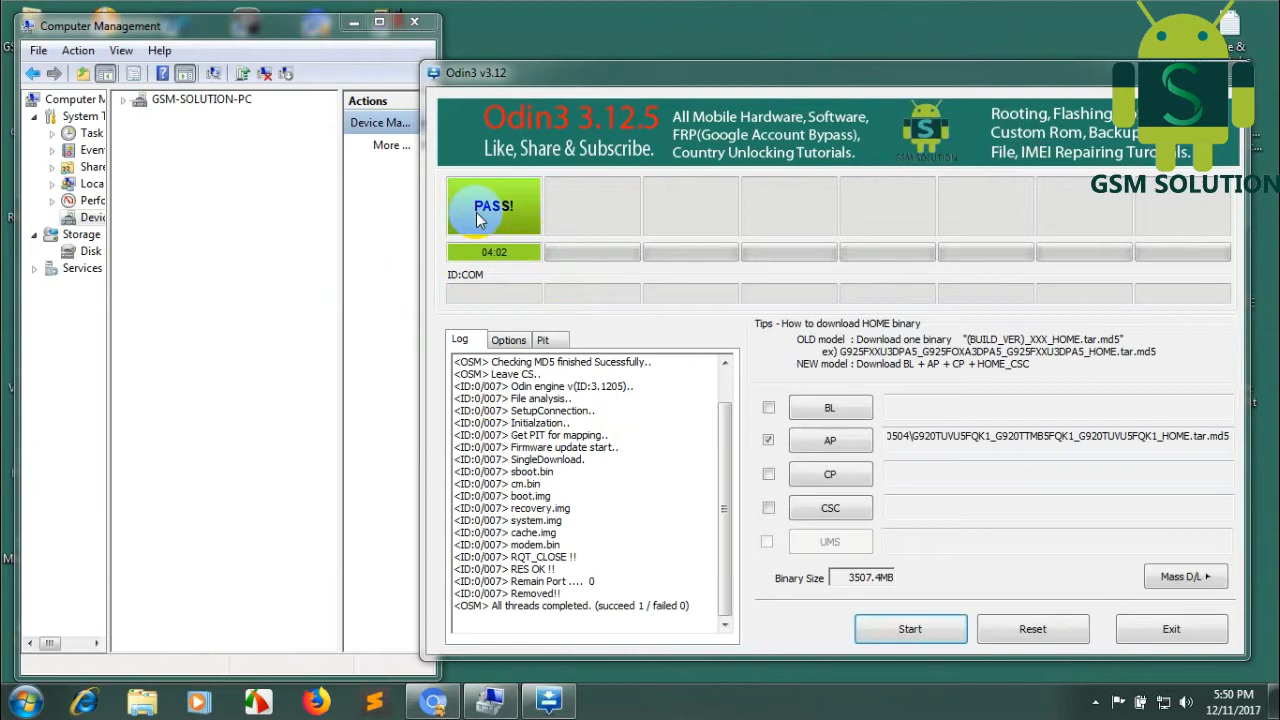 Computer Management
File Action View Help
Computer M
System T
Task
Even
Share
Loca
Perfo
Devic
Storage
Disk
Services
GSM-SOLUTION-PC
Actions
Device Ma...
More ...
Odin3 v3.12
Odin3 3.12.5
Like, Share & Subscribe.
All Mobile Hardware, Software,
FRP(Google Account Bypass),
Country Unlocking Tutorials.
GSM SOLUTION
Rooting, Flashing
Custom Rom, Backup
File, IMEI Repairing Tutorials.
GSM SOLUTION
PASS!
04:02
ID:COM
Log Options Pit
<OSM> Checking MD5 finished Sucessfully..
<OSM> Leave CS..
<ID:0/007> Odin engine v(ID:3.1205)..
<ID:0/007> File analysis..
<ID:0/007> SetupConnection..
<ID:0/007> Initialzation..
<ID:0/007> Get PIT for mapping..
<ID:0/007> Firmware update start..
<ID:0/007> SingleDownload.
<ID:0/007> sboot.bin
<ID:0/007> cm.bin
<ID:0/007> boot.img
<ID:0/007> recovery.img
<ID:0/007> system.img
<ID:0/007> cache.img
<ID:0/007> modem.bin
<ID:0/007> RQT_CLOSE !!
<ID:0/007> RES OK !!
<ID:0/007> Remain Port .... 0
<ID:0/007> Removed!!
<OSM> All threads completed. (succeed 1 / failed 0)
Tips - How to download HOME binary
OLD model : Download one binary "(BUILD_VER)_XXX_HOME.tar.md5"
ex) G925FXXU3DPA5_G925FOXA3DPA5_G925FXXU3DPA5_HOME.tar.md5
NEW model : Download BL + AP + CP + HOME_CSC
BL
AP 0504\G920TUVU5FQK1_G920TTMB5FQK1_G920TUVU5FQK1_HOME.tar.md5
CP
CSC
UMS
Binary Size 3507.4MB
Mass D/L
Start Reset Exit
5:50 PM
12/11/2017